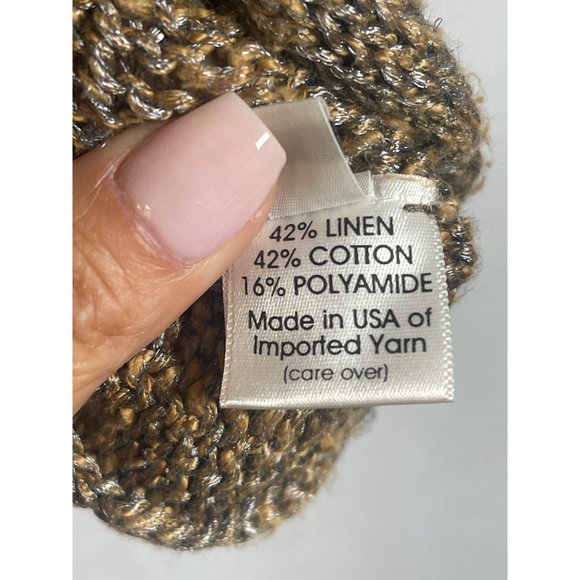 42% LINEN
42% COTTON
16% POLYAMIDE
Made in USA of
Imported Yarn
(care over)